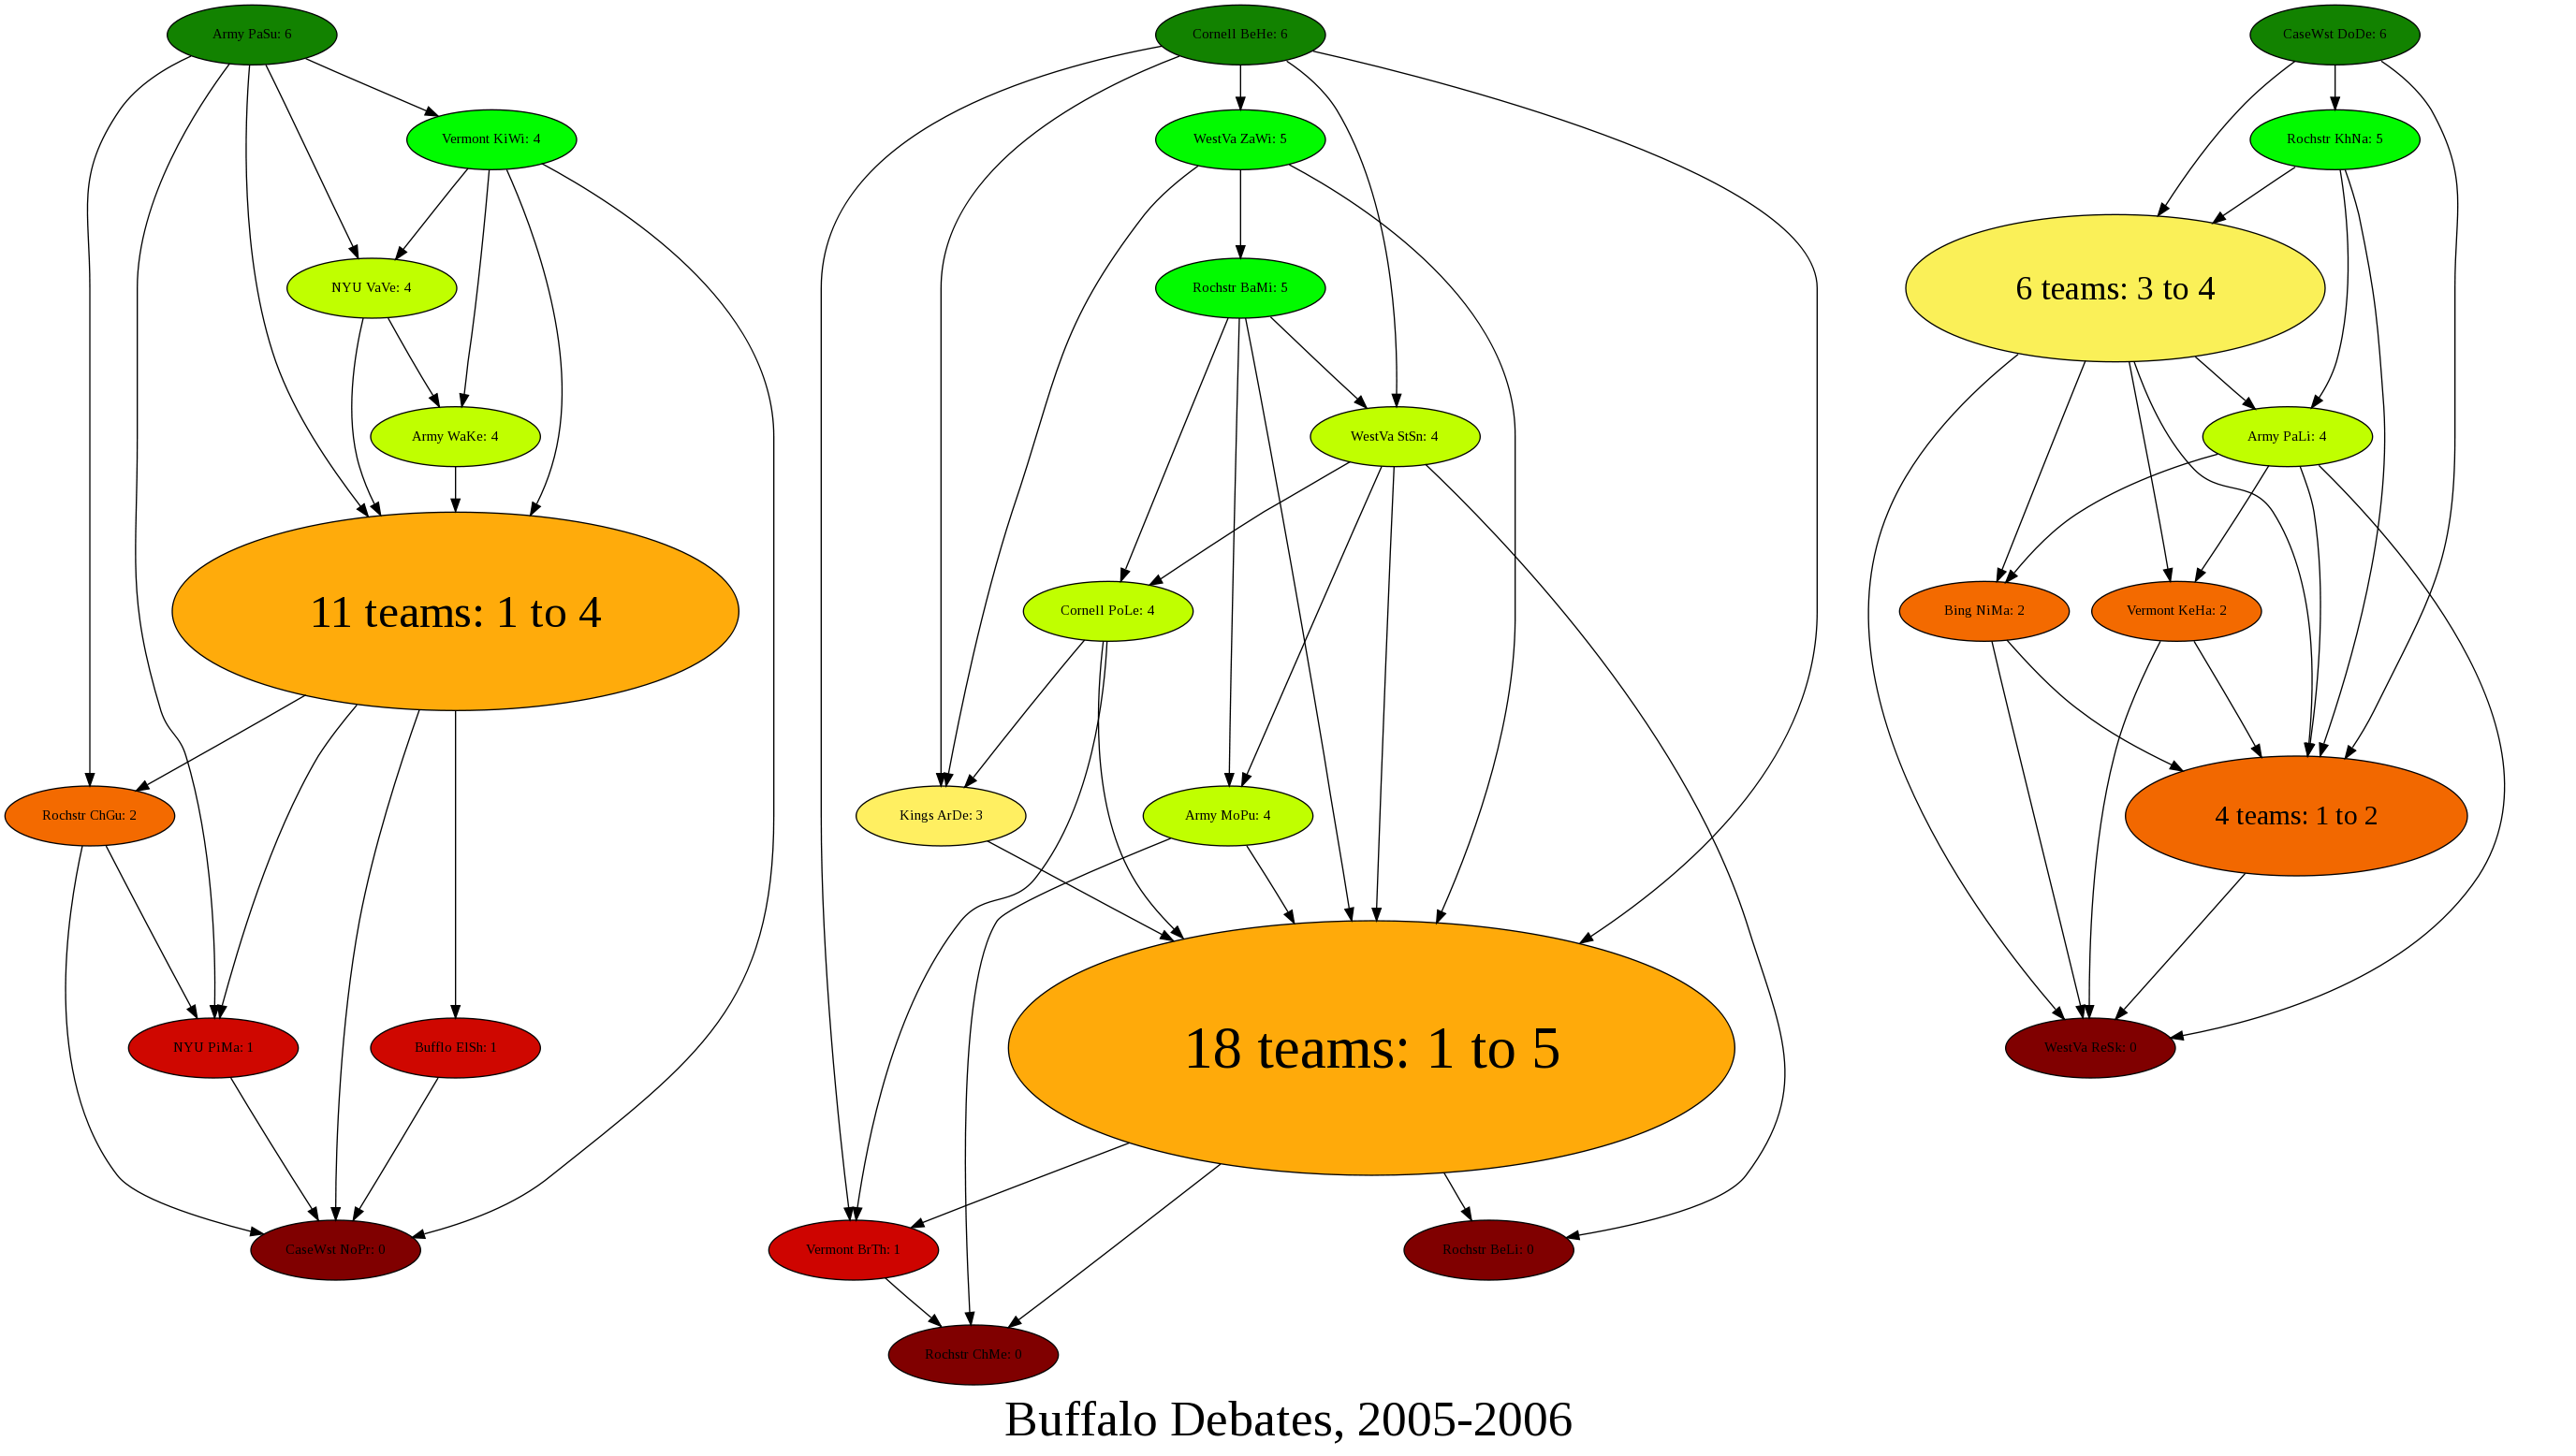 Army PaSu: 6
Vermont KiWi: 4
NYU VaVe: 4
Army WaKe: 4
11 teams: 1 to 4
Rochstr ChGu: 2
NYU PiMa: 1
Bufflo ElSh: 1
CaseWst NoPr: 0
Cornell BeHe: 6
WestVa ZaWi: 5
Rochstr BaMi: 5
WestVa StSn: 4
Cornell PoLe: 4
Kings ArDe: 3
Army MoPu: 4
18 teams: 1 to 5
Vermont BrTh: 1
Rochstr BeLi: 0
Rochstr ChMe: 0
CaseWst DoDe: 6
Rochstr KhNa: 5
6 teams: 3 to 4
Army PaLi: 4
Bing NiMa: 2
Vermont KeHa: 2
4 teams: 1 to 2
WestVa ReSk: 0
Buffalo Debates, 2005-2006